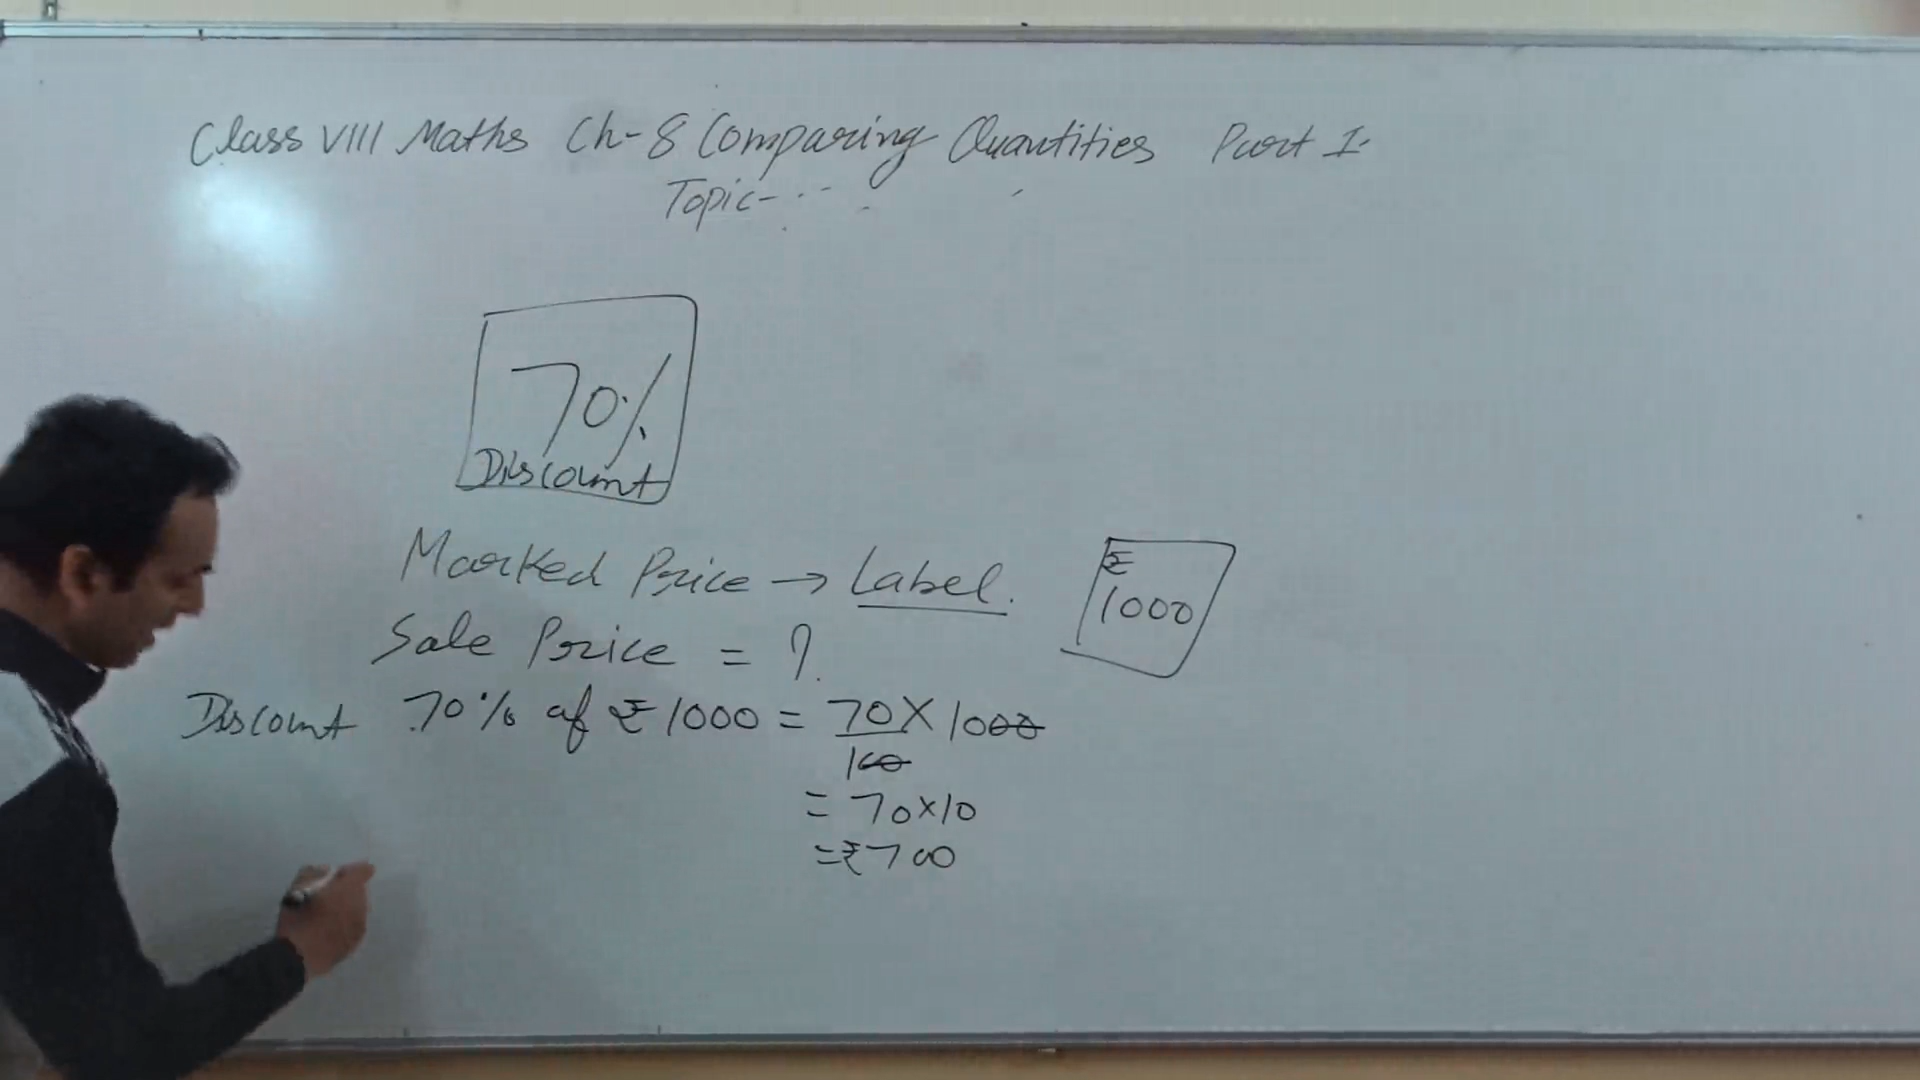 Class VIII Maths Ch-8 Comparing Quantities Part I.
Topic-...
70%
Discount
Marked Price → Label.
₹
1000
Sale Price = ?
Discount 70% of ₹1000 = 70 X 1000
100
= 70×10
=₹700